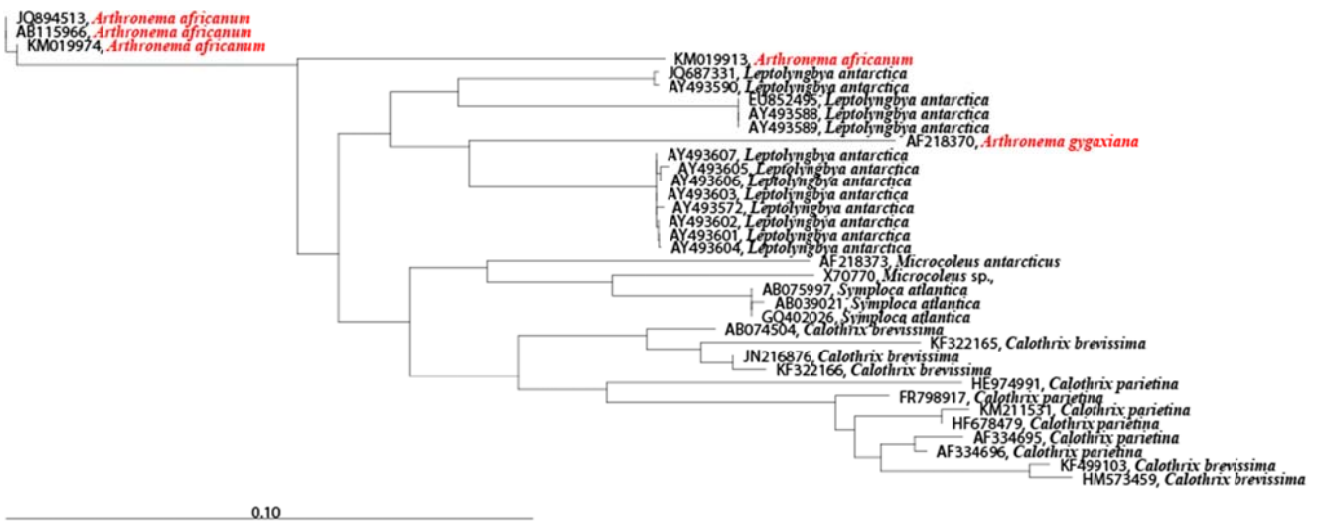 JQ894513, Arthronema africanum
AB115966, Arthronema africanum
KM019974, Arthronema africanum
KM019913, Arthronema africanum
JQ687331, Leptolyngbya antarctica
AY493590, Leptolyngbya antarctica
EU852495, Leptolyngbya antarctica
AY493588, Leptolyngbya antarctica
AY493589, Leptolyngbya antarctica
AF218370, Arthronema gygaxiana
AY493607, Leptolyngbya antarctica
AY493605, Leptolyngbya antarctica
AY493606, Leptolyngbya antarctica
AY493603, Leptolyngbya antarctica
AY493572, Leptolyngbya antarctica
AY493602, Leptolyngbya antarctica
AY493601, Leptolyngbya antarctica
AY493604, Leptolyngbya antarctica
AF218373, Microcoleus antarcticus
X70770, Microcoleus sp.,
AB075997, Symploca atlantica
AB039021, Symploca atlantica
GQ402026, Symploca atlantica
AB074504, Calothrix brevissima
KF322165, Calothrix brevissima
JN216876, Calothrix brevissima
KF322166, Calothrix brevissima
HE974991, Calothrix parietina
FR798917, Calothrix parietina
KM211531, Calothrix parietina
HF678479, Calothrix parietina
AF334695, Calothrix parietina
AF334696, Calothrix parietina
KF499103, Calothrix brevissima
HM573459, Calothrix brevissima
0.10